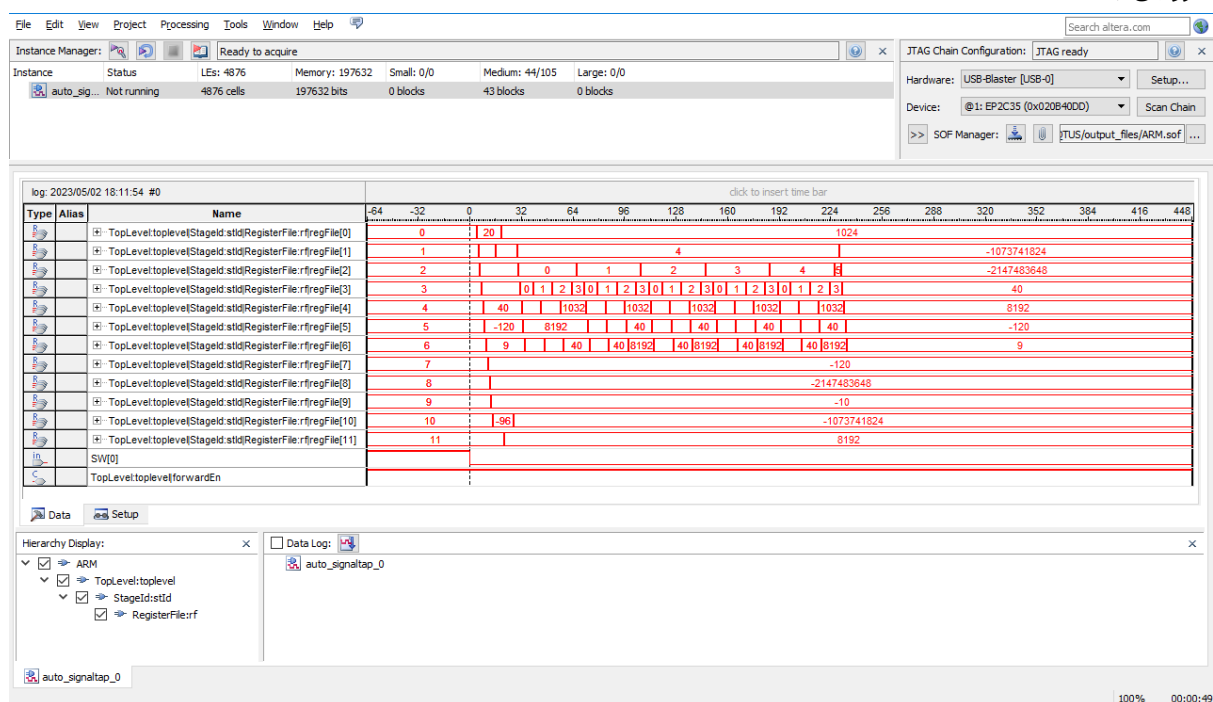 File Edit View Project Processing Tools Window Help Search altera.com
Instance Manager: Ready to acquire JTAG Chain Configuration: JTAG ready
Instance Status LEs: 4876 Memory: 197632 Small: 0/0 Medium: 44/105 Large: 0/0
auto_sig... Not running 4876 cells 197632 bits 0 blocks 43 blocks 0 blocks
Hardware: USB-Blaster [USB-0] Setup...
Device: @1: EP2C35 (0x020B40DD) Scan Chain
>> SOF Manager: TUS/output_files/ARM.sof ...
log: 2023/05/02 18:11:54 #0 click to insert time bar
Type Alias Name -64 -32 0 32 64 96 128 160 192 224 256 288 320 352 384 416 448
TopLevel:toplevel|StageId:stId|RegisterFile:rf|regFile[0] 0 20 1024
TopLevel:toplevel|StageId:stId|RegisterFile:rf|regFile[1] 1 4 -1073741824
TopLevel:toplevel|StageId:stId|RegisterFile:rf|regFile[2] 2 0 1 2 3 4 5 -2147483648
TopLevel:toplevel|StageId:stId|RegisterFile:rf|regFile[3] 3 0 1 2 3 0 1 2 3 0 1 2 3 0 1 2 3 0 1 2 3 40
TopLevel:toplevel|StageId:stId|RegisterFile:rf|regFile[4] 4 40 1032 1032 1032 1032 1032 8192
TopLevel:toplevel|StageId:stId|RegisterFile:rf|regFile[5] 5 -120 8192 40 40 40 40 -120
TopLevel:toplevel|StageId:stId|RegisterFile:rf|regFile[6] 6 9 40 40 8192 40 8192 40 8192 40 8192 9
TopLevel:toplevel|StageId:stId|RegisterFile:rf|regFile[7] 7 -120
TopLevel:toplevel|StageId:stId|RegisterFile:rf|regFile[8] 8 -2147483648
TopLevel:toplevel|StageId:stId|RegisterFile:rf|regFile[9] 9 -10
TopLevel:toplevel|StageId:stId|RegisterFile:rf|regFile[10] 10 -96 -1073741824
TopLevel:toplevel|StageId:stId|RegisterFile:rf|regFile[11] 11 8192
SW[0]
TopLevel:toplevel|forwardEn
Data Setup
Hierarchy Display: Data Log:
ARM auto_signaltap_0
TopLevel:toplevel
StageId:stId
RegisterFile:rf
auto_signaltap_0
100% 00:00:49